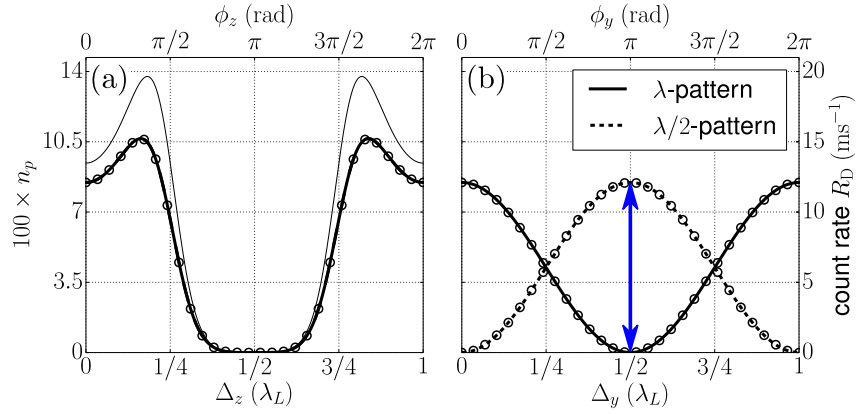 ϕz (rad)
0 π/2 π 3π/2 2π
ϕy (rad)
0 π/2 π 3π/2 2π
(a)
(b)
λ-pattern
λ/2-pattern
100 × np
14
10.5
7
3.5
0
20
15
10
5
0
count rate RD (ms⁻¹)
0 1/4 1/2 3/4 1
Δz (λL)
0 1/4 1/2 3/4 1
Δy (λL)